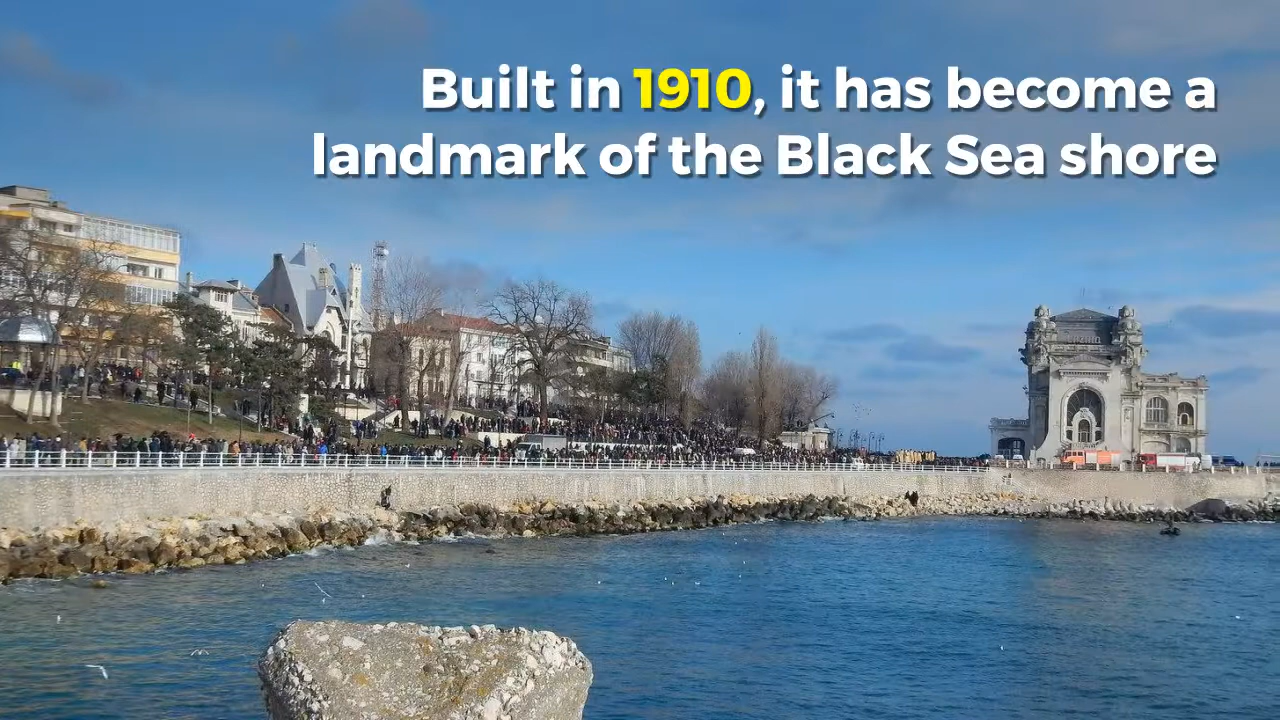 Built in 1910, it has become a
landmark of the Black Sea shore